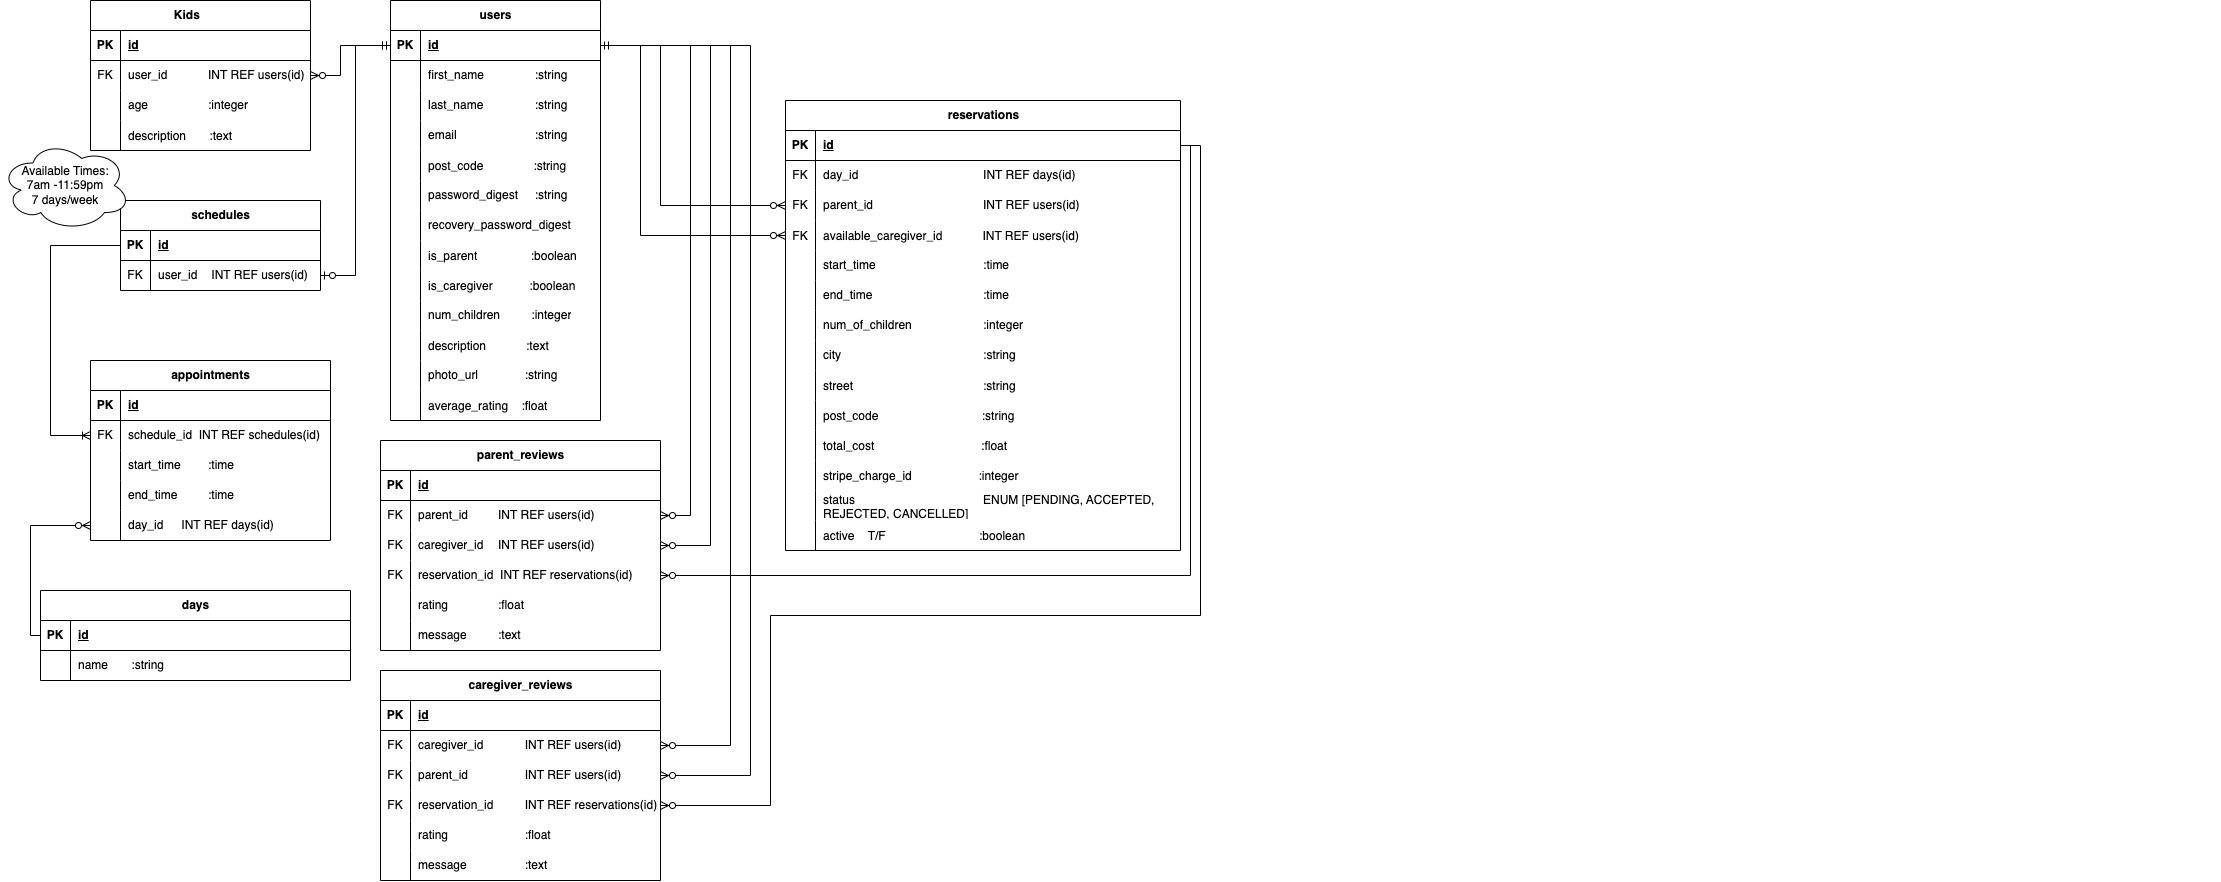 Kids
PK id
FK user_id INT REF users(id)
age :integer
description :text
Available Times:
7am -11:59pm
7 days/week
schedules
PK id
FK user_id INT REF users(id)
appointments
PK id
FK schedule_id INT REF schedules(id)
start_time :time
end_time :time
day_id INT REF days(id)
days
PK id
name :string
users
PK id
first_name :string
last_name :string
email :string
post_code :string
password_digest :string
recovery_password_digest
is_parent :boolean
is_caregiver :boolean
num_children :integer
description :text
photo_url :string
average_rating :float
parent_reviews
PK id
FK parent_id INT REF users(id)
FK caregiver_id INT REF users(id)
FK reservation_id INT REF reservations(id)
rating :float
message :text
caregiver_reviews
PK id
FK caregiver_id INT REF users(id)
FK parent_id INT REF users(id)
FK reservation_id INT REF reservations(id)
rating :float
message :text
reservations
PK id
FK day_id INT REF days(id)
FK parent_id INT REF users(id)
FK available_caregiver_id INT REF users(id)
start_time :time
end_time :time
num_of_children :integer
city :string
street :string
post_code :string
total_cost :float
stripe_charge_id :integer
status ENUM [PENDING, ACCEPTED,
REJECTED, CANCELLED]
active T/F :boolean